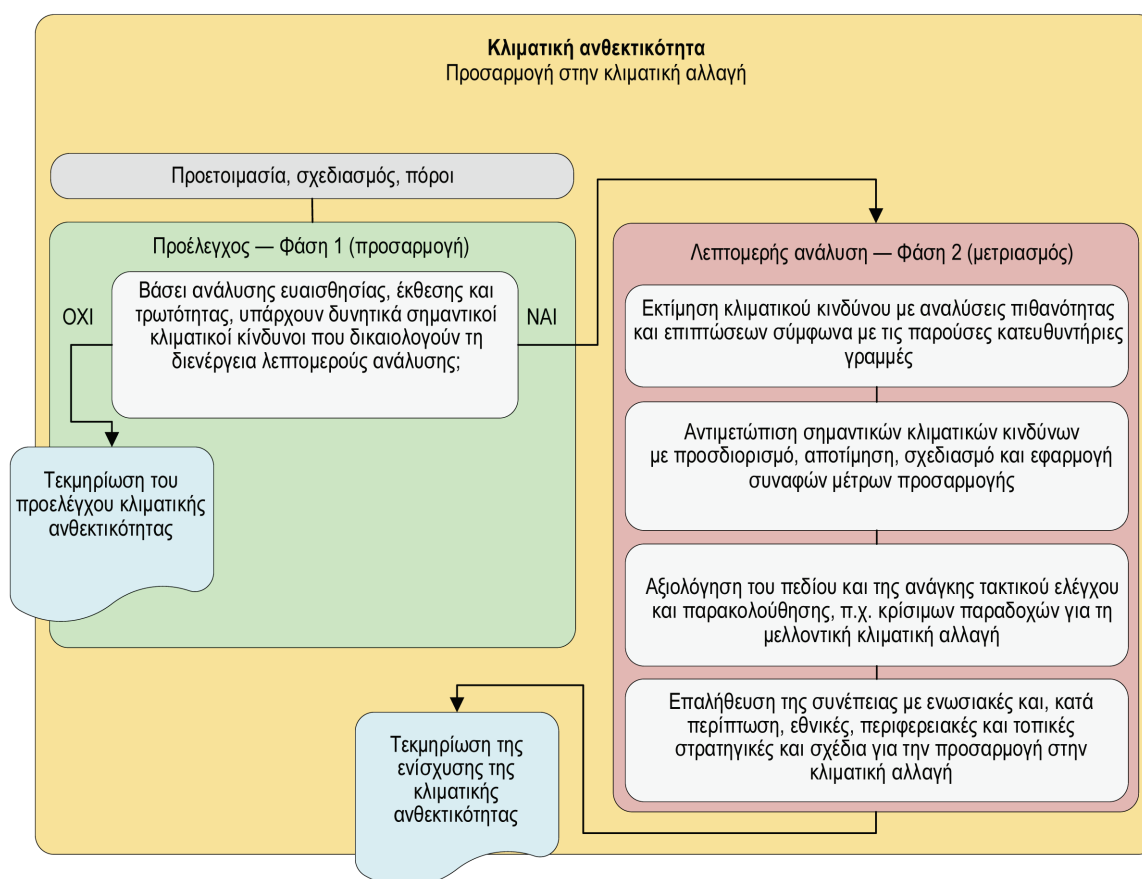 Κλιματική ανθεκτικότητα
Προσαρμογή στην κλιματική αλλαγή
Προετοιμασία, σχεδιασμός, πόροι
Προέλεγχος — Φάση 1 (προσαρμογή)
ΟΧΙ
Βάσει ανάλυσης ευαισθησίας, έκθεσης και
τρωτότητας, υπάρχουν δυνητικά σημαντικοί
κλιματικοί κίνδυνοι που δικαιολογούν τη
διενέργεια λεπτομερούς ανάλυσης;
ΝΑΙ
Τεκμηρίωση του
προελέγχου κλιματικής
ανθεκτικότητας
Λεπτομερής ανάλυση — Φάση 2 (μετριασμός)
Εκτίμηση κλιματικού κινδύνου με αναλύσεις πιθανότητας
και επιπτώσεων σύμφωνα με τις παρούσες κατευθυντήριες
γραμμές
Αντιμετώπιση σημαντικών κλιματικών κινδύνων
με προσδιορισμό, αποτίμηση, σχεδιασμό και εφαρμογή
συναφών μέτρων προσαρμογής
Αξιολόγηση του πεδίου και της ανάγκης τακτικού ελέγχου
και παρακολούθησης, π.χ. κρίσιμων παραδοχών για τη
μελλοντική κλιματική αλλαγή
Επαλήθευση της συνέπειας με ενωσιακές και, κατά
περίπτωση, εθνικές, περιφερειακές και τοπικές
στρατηγικές και σχέδια για την προσαρμογή στην
κλιματική αλλαγή
Τεκμηρίωση της
ενίσχυσης της
κλιματικής
ανθεκτικότητας